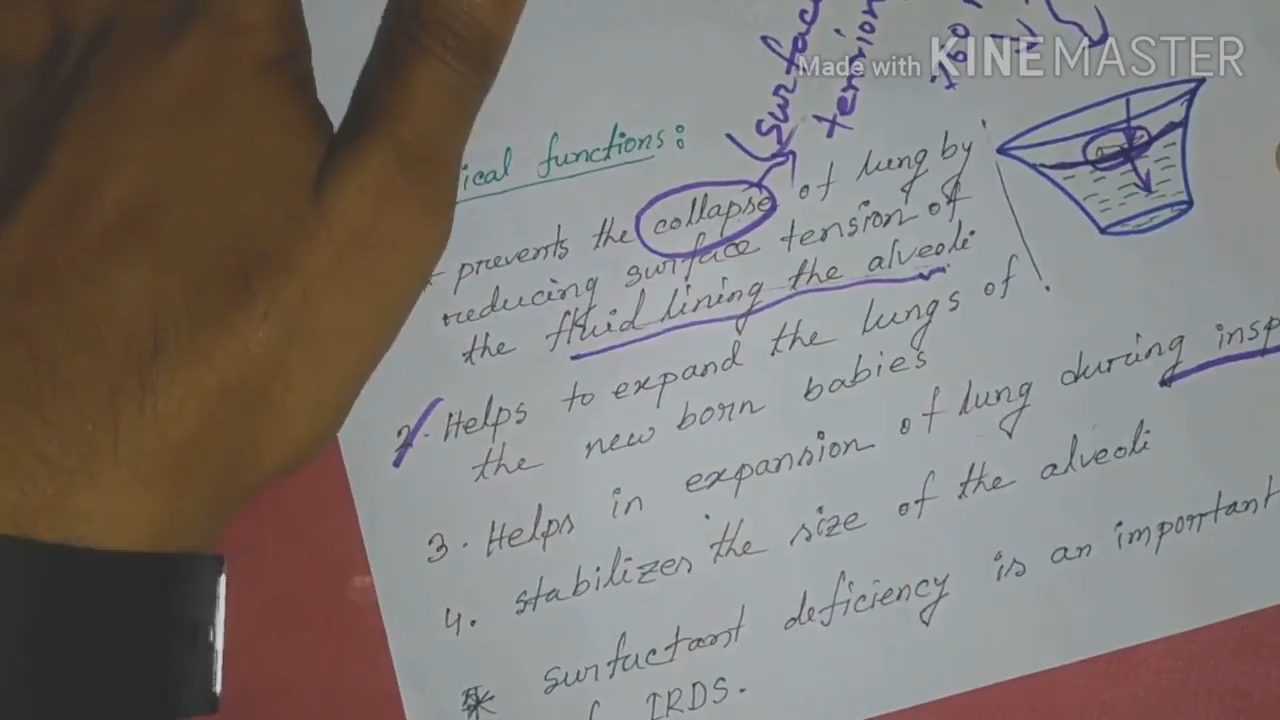 Made with KINEMASTER
(surface
tension
760
ical functions:
prevents the collapse of lung by
reducing surface tension of
the fluid lining the alveoli
2. Helps to expand the lungs of
the new born babies
3. Helps in expansion of lung during insp
4. stabilizes the size of the alveoli
* surfactant deficiency is an important
IRDS.